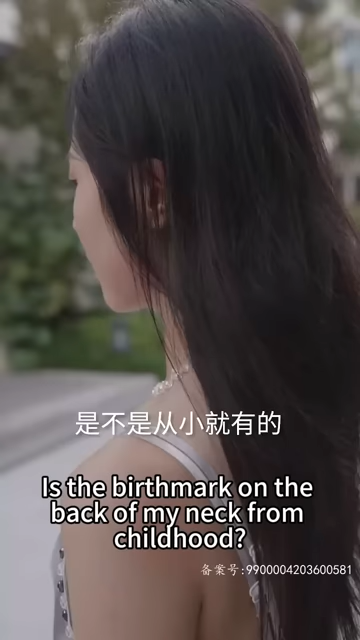 是不是从小就有的
Is the birthmark on the
back of my neck from
childhood?
备案号:9900004203600581